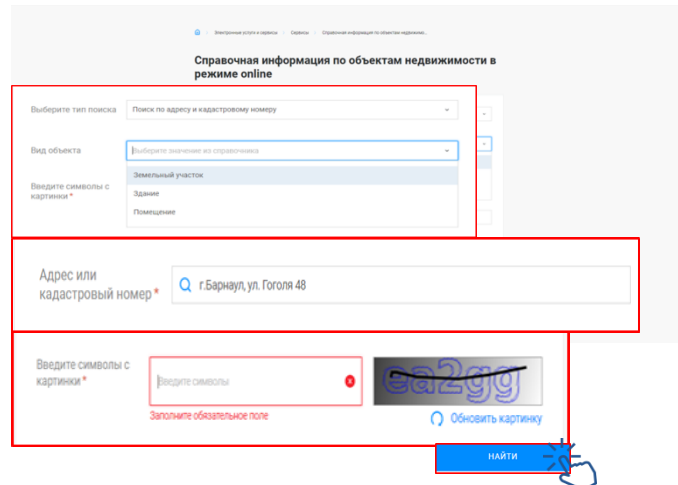 Электронные услуги и сервисы
Сервисы
Справочная информация по объектам недвижимо...
Справочная информация по объектам недвижимости в
режиме online
Выберите тип поиска
Поиск по адресу и кадастровому номеру
Вид объекта
Выберите значение из справочника
Земельный участок
Введите символы с
картинки *
Здание
Помещение
Адрес или
кадастровый номер *
г.Барнаул, ул. Гоголя 48
Введите символы с
картинки *
Введите символы
ea2gg
Заполните обязательное поле
Обновить картинку
НАЙТИ